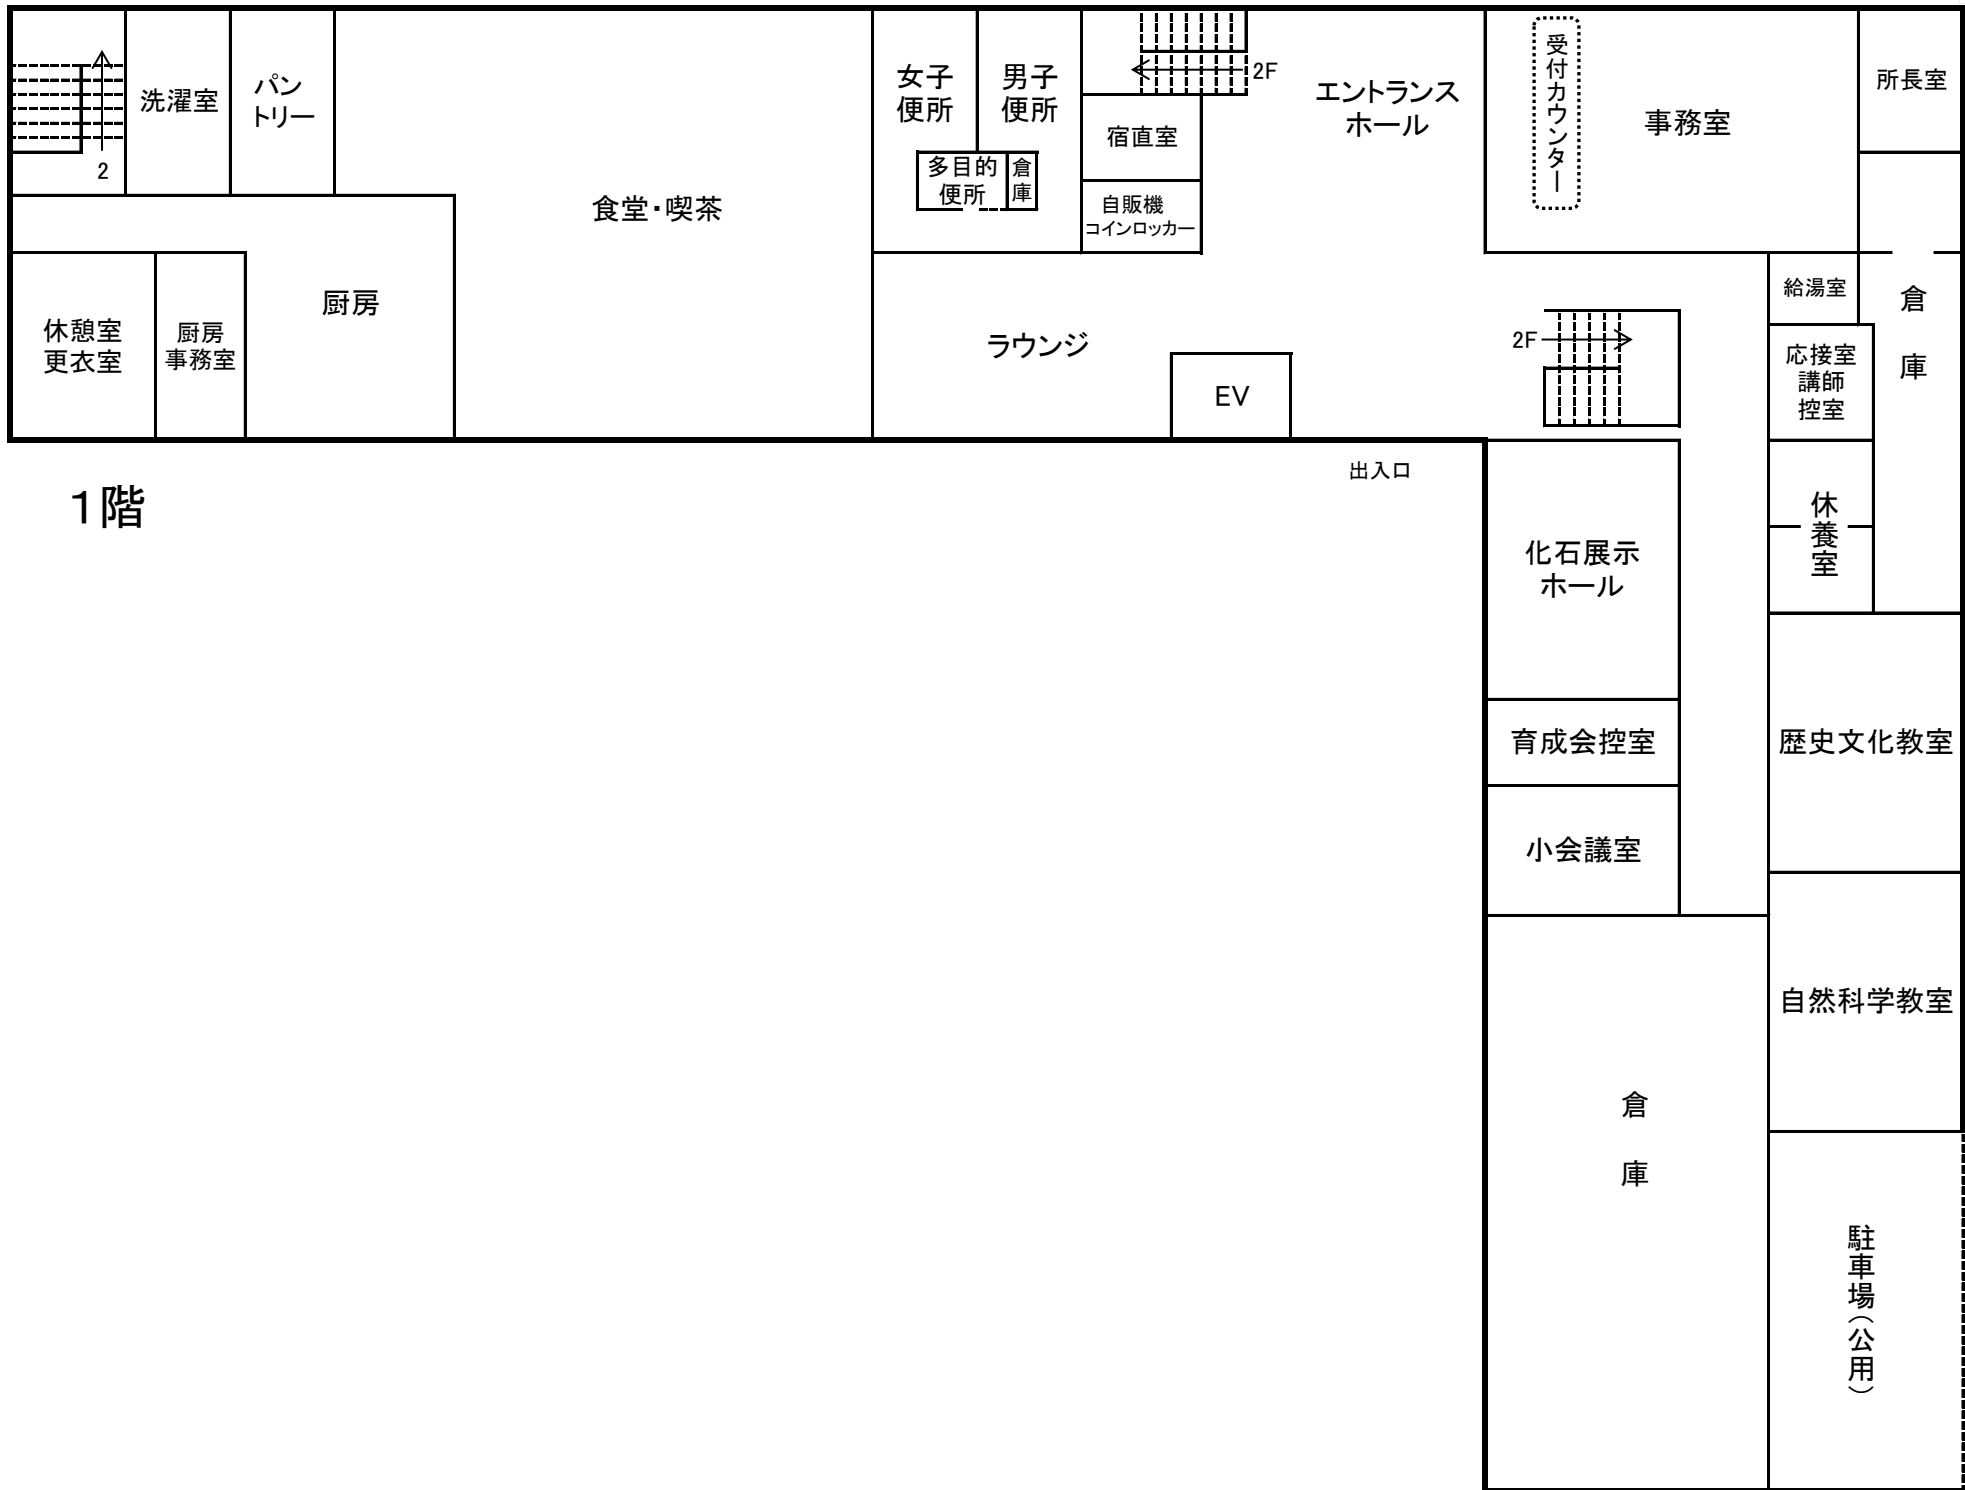 2
洗濯室
パン
トリー
女子
便所
男子
便所
2F
エントランス
ホール
受付カウンター
事務室
所長室
宿直室
多目的
便所
倉庫
自販機
コインロッカー
食堂・喫茶
休憩室
更衣室
厨房
事務室
厨房
ラウンジ
EV
2F
給湯室
応接室
講師
控室
倉庫
出入口
1階
休養室
化石展示
ホール
育成会控室
歴史文化教室
小会議室
自然科学教室
倉庫
駐車場(公用)